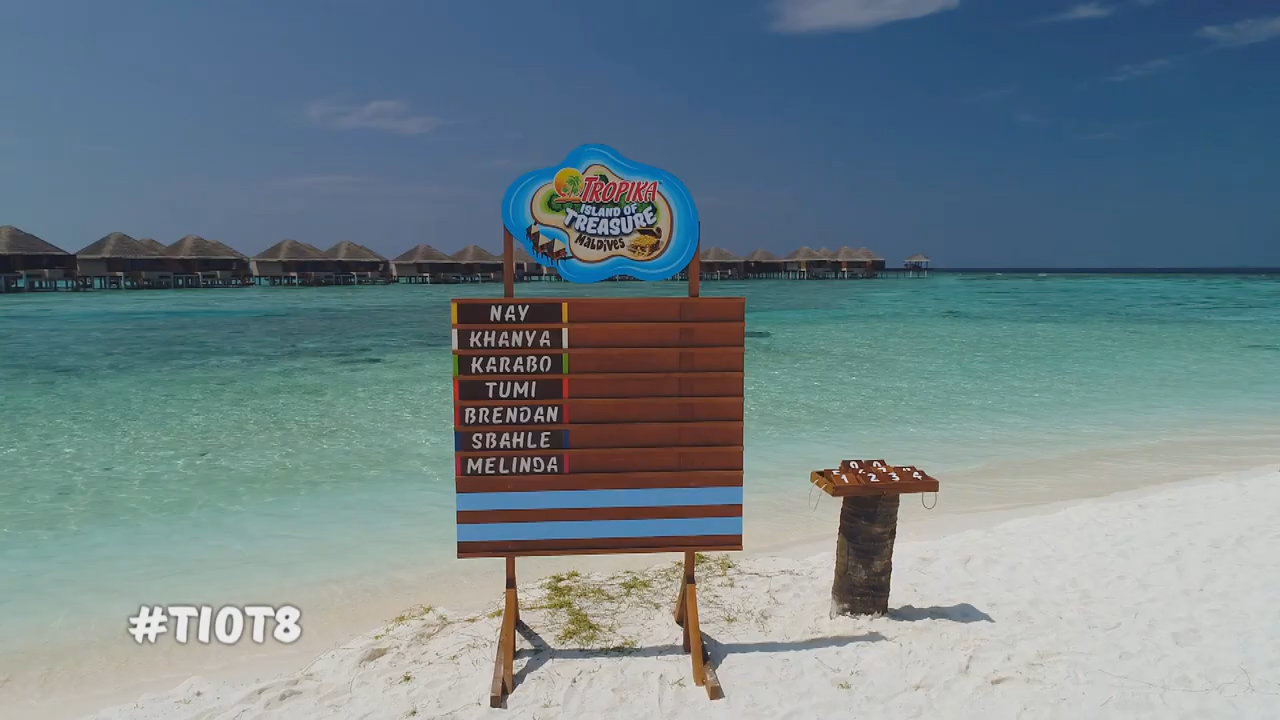 TROPIKA
ISLAND OF
TREASURE
MALDIVES
NAY
KHANYA
KARABO
TUMI
BRENDAN
SBAHLE
MELINDA
1 2 3 4
#TIOT8